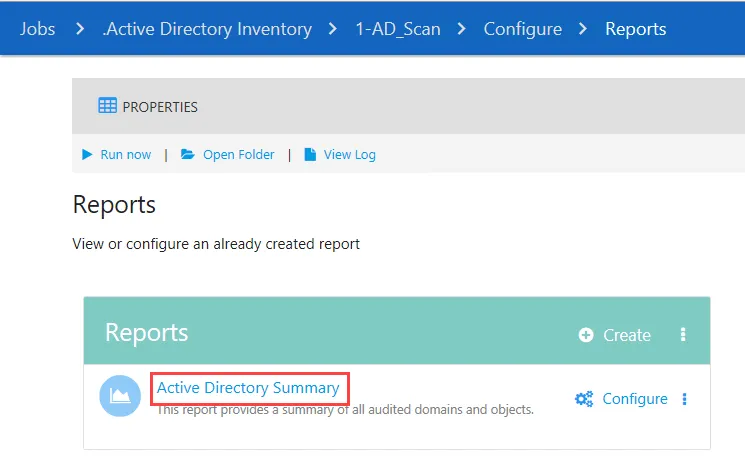 Jobs > .Active Directory Inventory > 1-AD_Scan > Configure > Reports
PROPERTIES
Run now | Open Folder | View Log
Reports
View or configure an already created report
Reports Create
Active Directory Summary
This report provides a summary of all audited domains and objects.
Configure